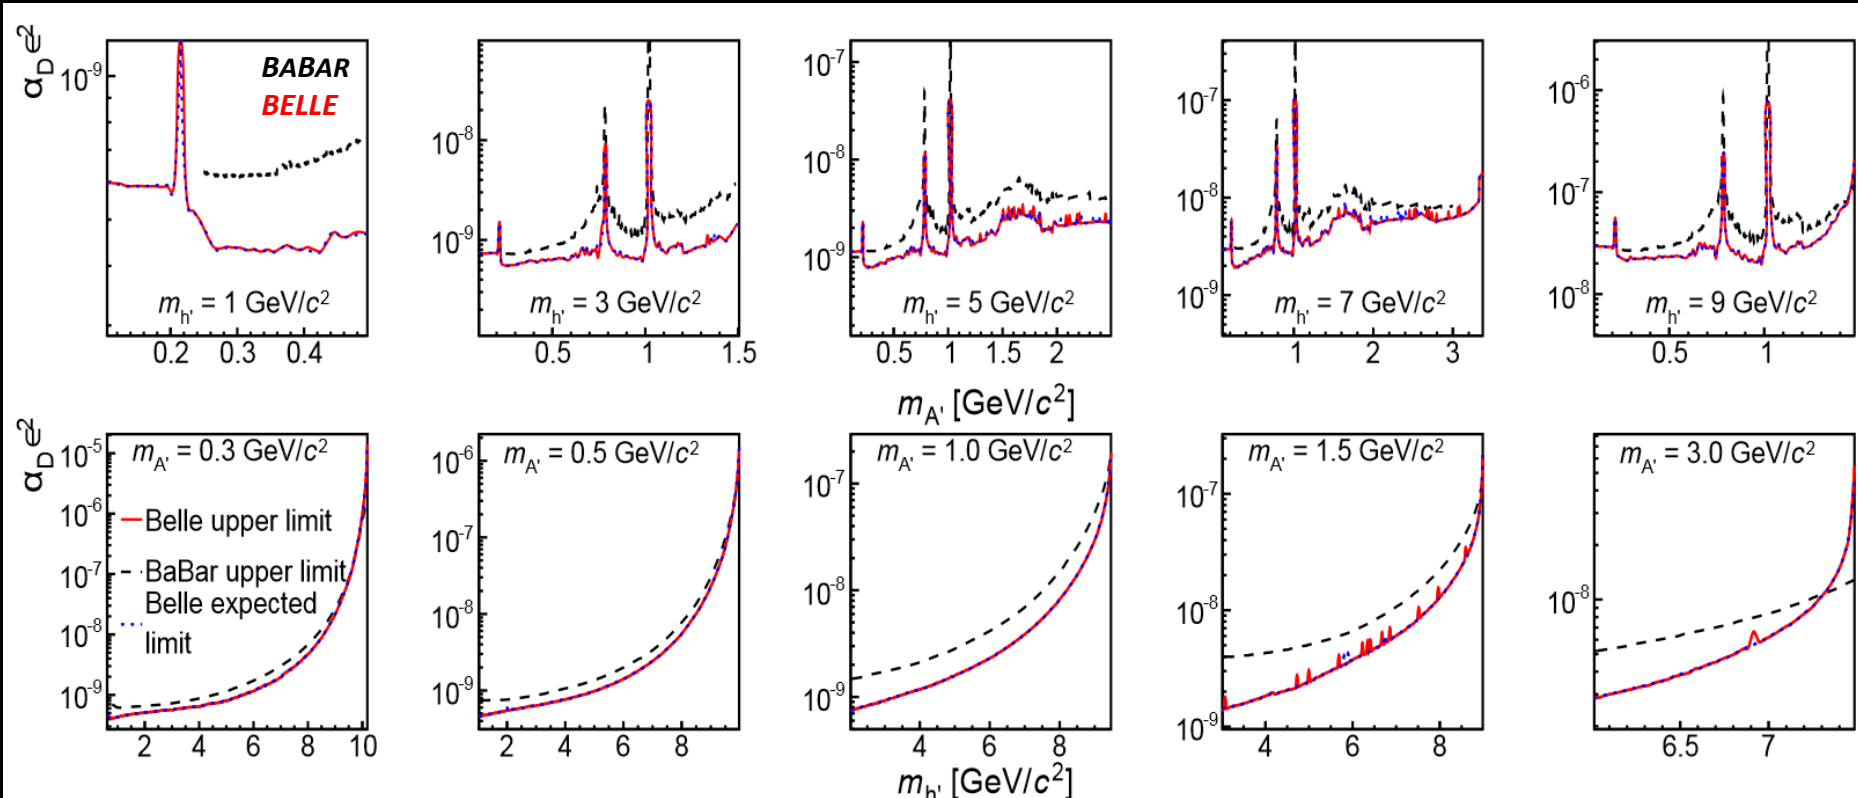 α_D ϵ²
BABAR
BELLE
10⁻⁹
m_h' = 1 GeV/c²
0.2 0.3 0.4
10⁻⁸
10⁻⁹
m_h' = 3 GeV/c²
0.5 1 1.5
10⁻⁷
10⁻⁸
10⁻⁹
m_h' = 5 GeV/c²
0.5 1 1.5 2
10⁻⁷
10⁻⁸
10⁻⁹
m_h' = 7 GeV/c²
1 2 3
10⁻⁶
10⁻⁷
10⁻⁸
m_h' = 9 GeV/c²
0.5 1
m_A' [GeV/c²]
α_D ϵ²
m_A' = 0.3 GeV/c²
10⁻⁵
10⁻⁶
10⁻⁷
10⁻⁸
10⁻⁹
Belle upper limit
BaBar upper limit
Belle expected
limit
2 4 6 8 10
m_A' = 0.5 GeV/c²
10⁻⁶
10⁻⁷
10⁻⁸
10⁻⁹
2 4 6 8
m_A' = 1.0 GeV/c²
10⁻⁷
10⁻⁸
10⁻⁹
4 6 8
m_A' = 1.5 GeV/c²
10⁻⁷
10⁻⁸
10⁻⁹
4 6 8
m_A' = 3.0 GeV/c²
10⁻⁸
6.5 7
m_h' [GeV/c²]